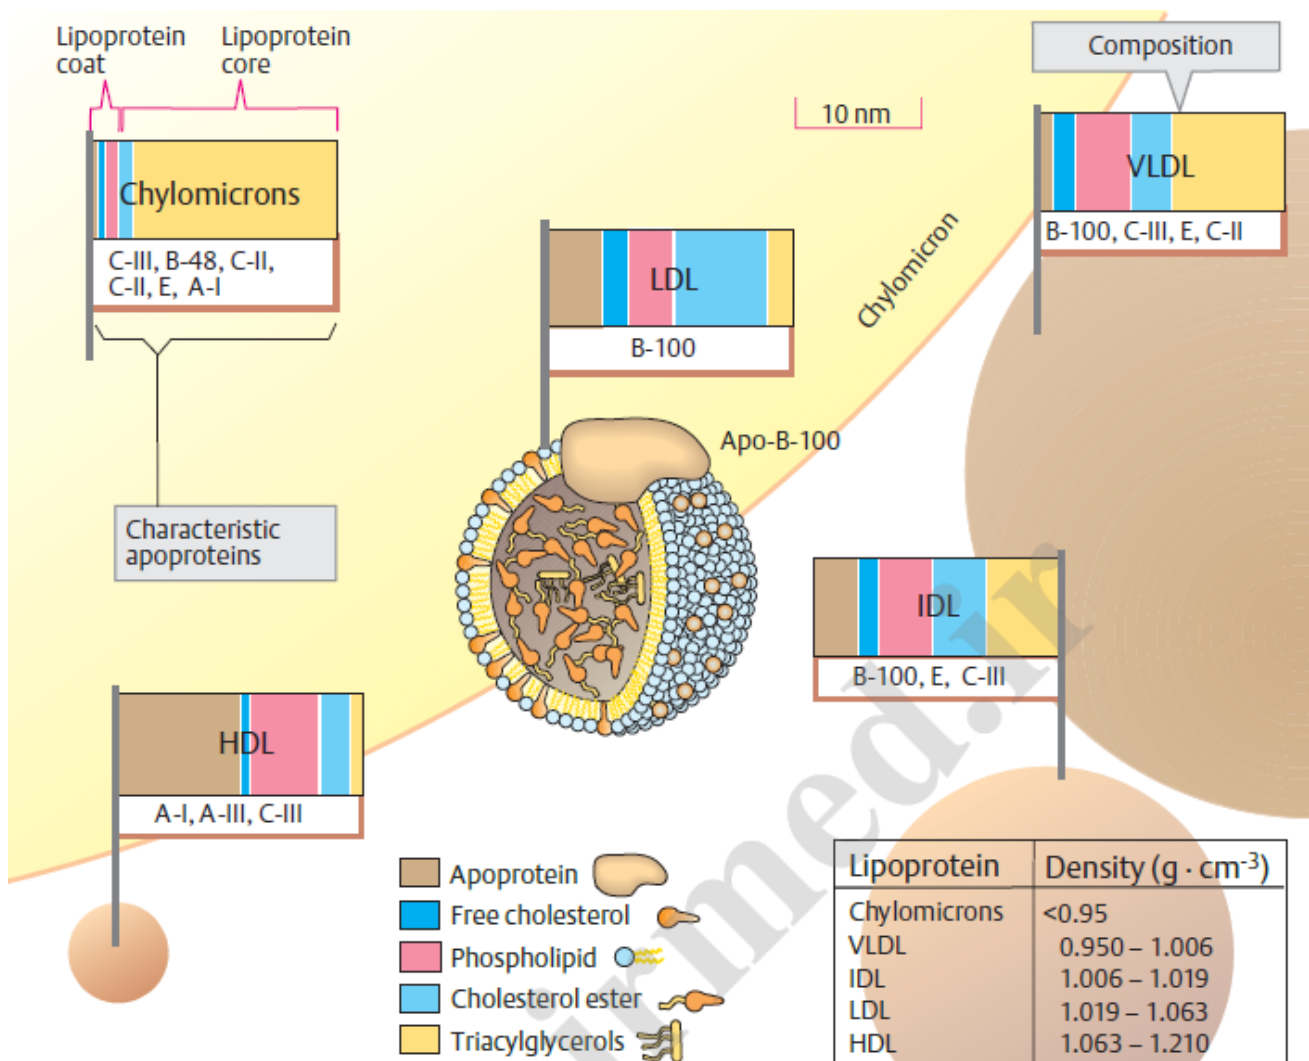 Lipoprotein
coat
Lipoprotein
core
Composition
10 nm
Chylomicrons
C-III, B-48, C-II,
C-II, E, A-I
VLDL
B-100, C-III, E, C-II
LDL
B-100
Chylomicron
Apo-B-100
Characteristic
apoproteins
IDL
B-100, E, C-III
HDL
A-I, A-III, C-III
Apoprotein
Free cholesterol
Phospholipid
Cholesterol ester
Triacylglycerols
Lipoprotein Density (g · cm-3)
Chylomicrons <0.95
VLDL 0.950 – 1.006
IDL 1.006 – 1.019
LDL 1.019 – 1.063
HDL 1.063 – 1.210
irmed.ir